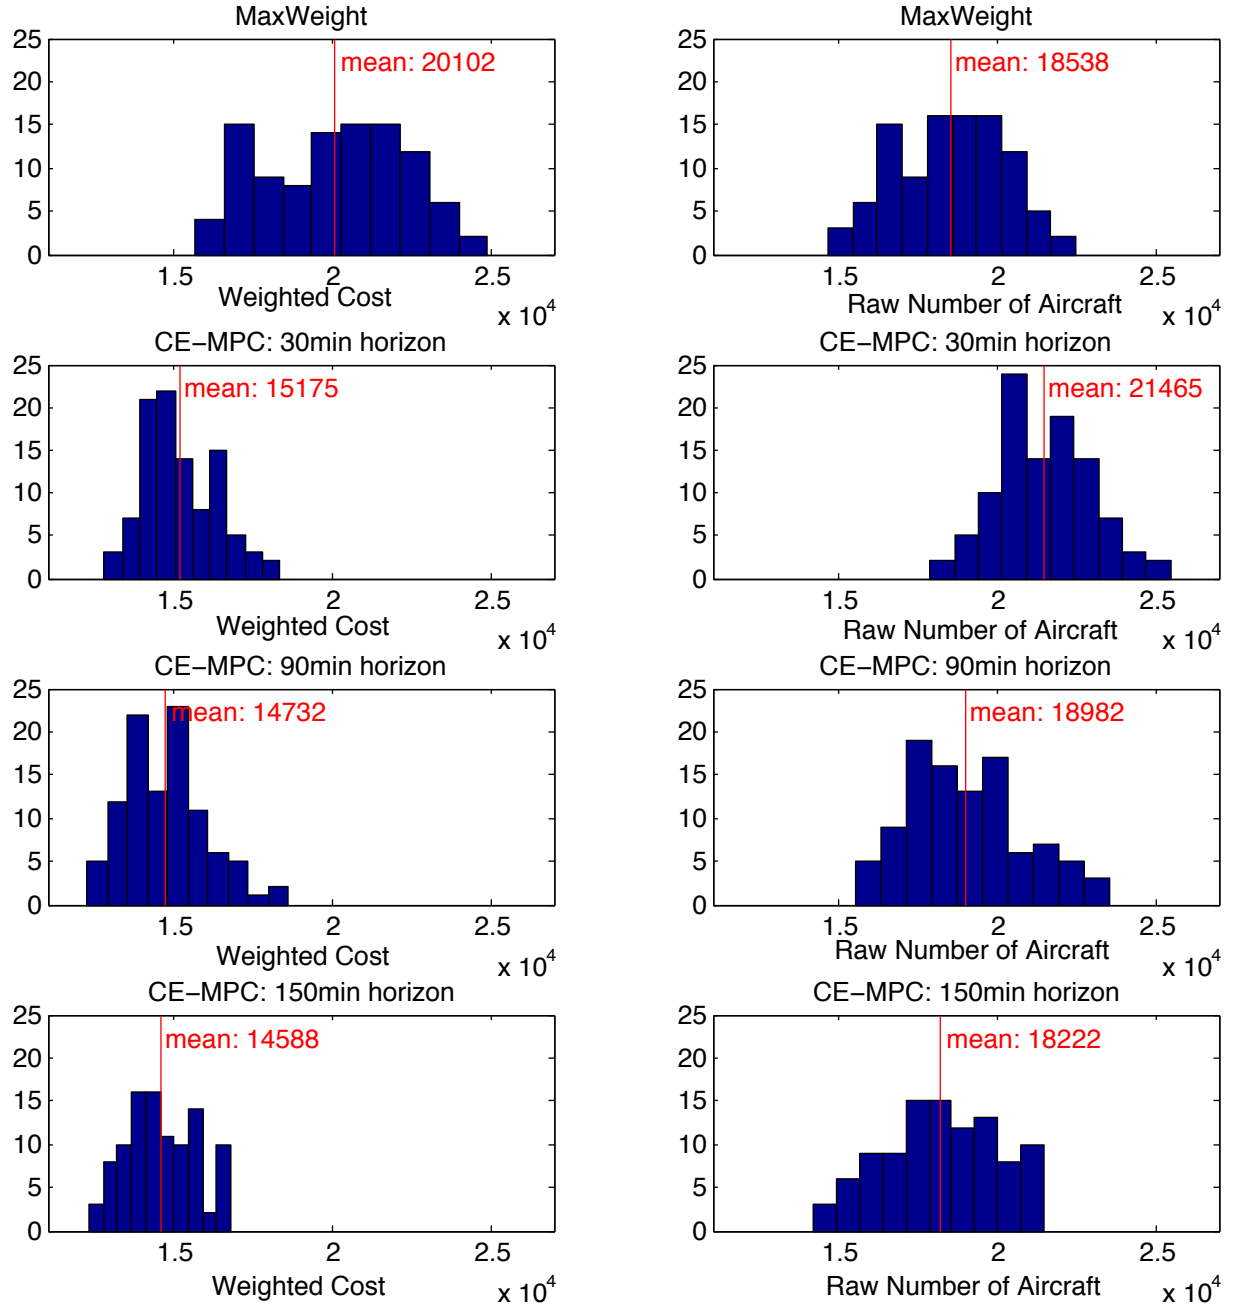 MaxWeight
25
20
15
10
5
0
mean: 20102
1.5
2
2.5
Weighted Cost
x 10^4
MaxWeight
25
20
15
10
5
0
mean: 18538
1.5
2
2.5
Raw Number of Aircraft
x 10^4
CE−MPC: 30min horizon
25
20
15
10
5
0
mean: 15175
1.5
2
2.5
Weighted Cost
x 10^4
CE−MPC: 30min horizon
25
20
15
10
5
0
mean: 21465
1.5
2
2.5
Raw Number of Aircraft
x 10^4
CE−MPC: 90min horizon
25
20
15
10
5
0
mean: 14732
1.5
2
2.5
Weighted Cost
x 10^4
CE−MPC: 90min horizon
25
20
15
10
5
0
mean: 18982
1.5
2
2.5
Raw Number of Aircraft
x 10^4
CE−MPC: 150min horizon
25
20
15
10
5
0
mean: 14588
1.5
2
2.5
Weighted Cost
x 10^4
CE−MPC: 150min horizon
25
20
15
10
5
0
mean: 18222
1.5
2
2.5
Raw Number of Aircraft
x 10^4